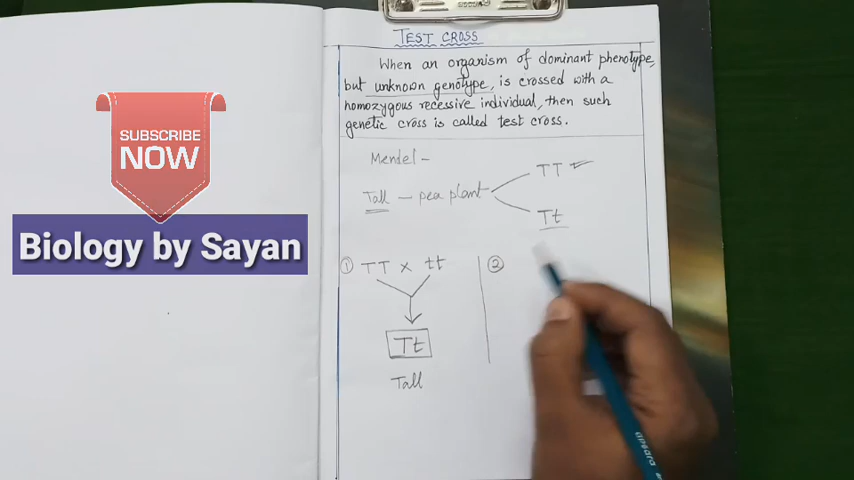 TEST CROSS
When an organism of dominant phenotype,
but unknown genotype, is crossed with a
homozygous recessive individual, then such
genetic cross is called test cross.
Mendel -
TT
Tall - pea plant
Tt
① TT x tt
②
Tt
Tall
SUBSCRIBE
NOW
Biology by Sayan
apsara